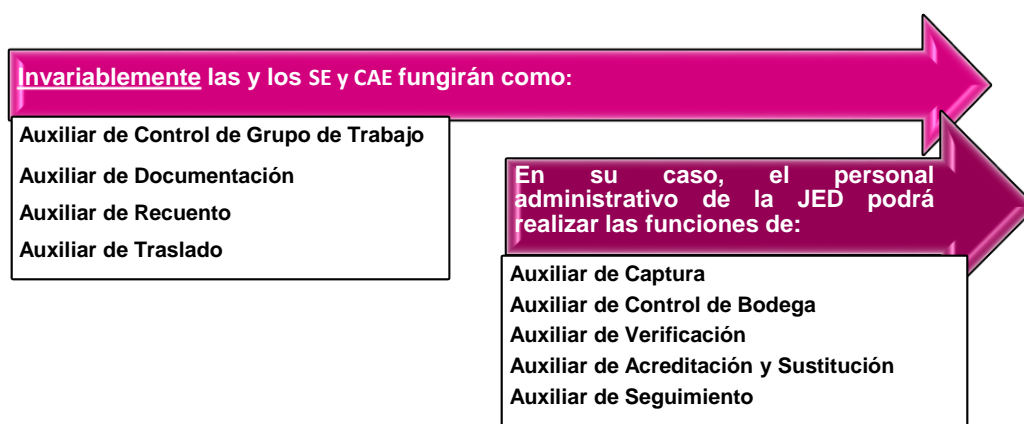 Invariablemente las y los SE y CAE fungirán como:
Auxiliar de Control de Grupo de Trabajo
Auxiliar de Documentación
Auxiliar de Recuento
Auxiliar de Traslado
En su caso, el personal
administrativo de la JED podrá
realizar las funciones de:
Auxiliar de Captura
Auxiliar de Control de Bodega
Auxiliar de Verificación
Auxiliar de Acreditación y Sustitución
Auxiliar de Seguimiento